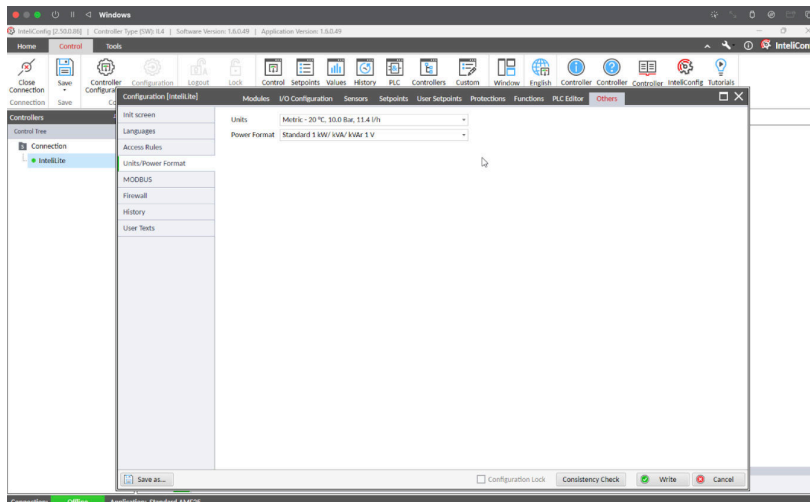 Windows
InteliConfig [2.50.0.86] | Controller Type (SW): IL4 | Software Version: 1.6.0.49 | Application Version: 1.6.0.49
Home Control Tools InteliConf
Close Connection Save Controller Configura Configuration Logout Lock Control Setpoints Values History PLC Controllers Custom Window English Controller Controller Controller InteliConfig Tutorials
Connection Save Co
Controllers
Control Tree
Connection
InteliLite
Configuration [InteliLite] Modules I/O Configuration Sensors Setpoints User Setpoints Protections Functions PLC Editor Others
Init screen
Languages
Access Rules
Units/Power Format
MODBUS
Firewall
History
User Texts
Units Metric - 20 °C, 10.0 Bar, 11.4 l/h
Power Format Standard 1 kW/ kVA/ kVAr 1 V
Save as... Configuration Lock Consistency Check Write Cancel
Connection: Offline Application: Standard AMF25